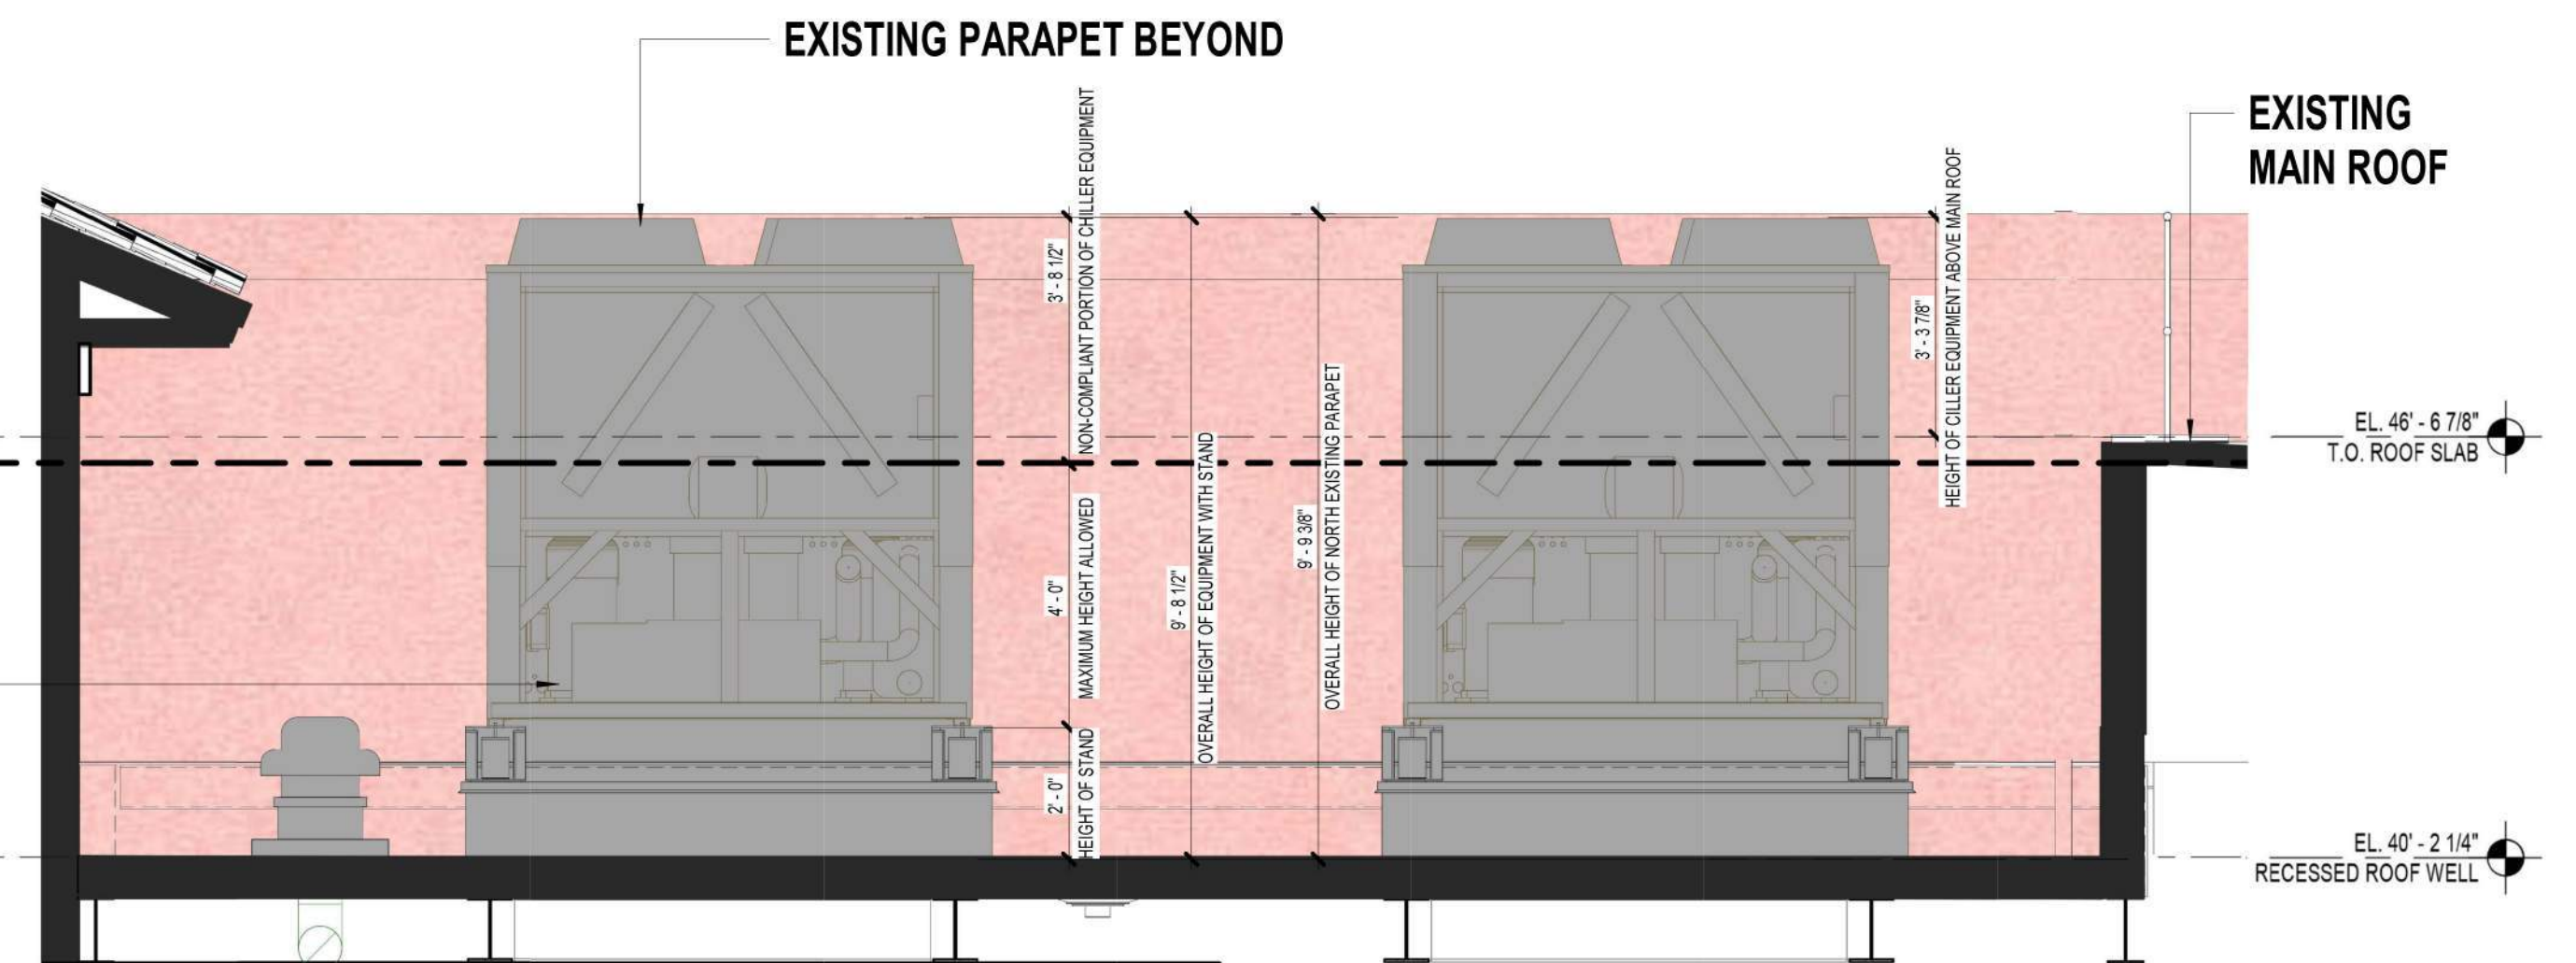 EXISTING PARAPET BEYOND
EXISTING
MAIN ROOF
3' - 8 1/2"
NON-COMPLIANT PORTION OF CHILLER EQUIPMENT
4' - 0"
MAXIMUM HEIGHT ALLOWED
2' - 0"
HEIGHT OF STAND
9' - 8 1/2"
OVERALL HEIGHT OF EQUIPMENT WITH STAND
9' - 9 3/8"
OVERALL HEIGHT OF NORTH EXISTING PARAPET
3' - 3 7/8"
HEIGHT OF CILLER EQUIPMENT ABOVE MAIN ROOF
EL. 46' - 6 7/8"
T.O. ROOF SLAB
EL. 40' - 2 1/4"
RECESSED ROOF WELL